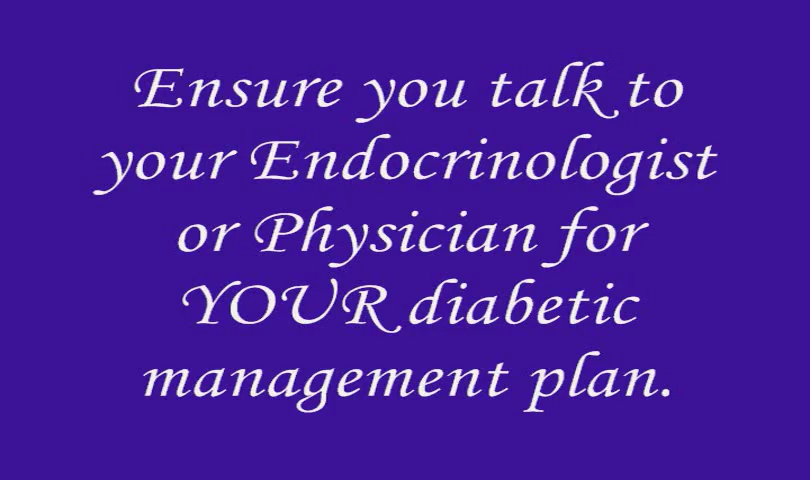 Ensure you talk to
your Endocrinologist
or Physician for
YOUR diabetic
management plan.